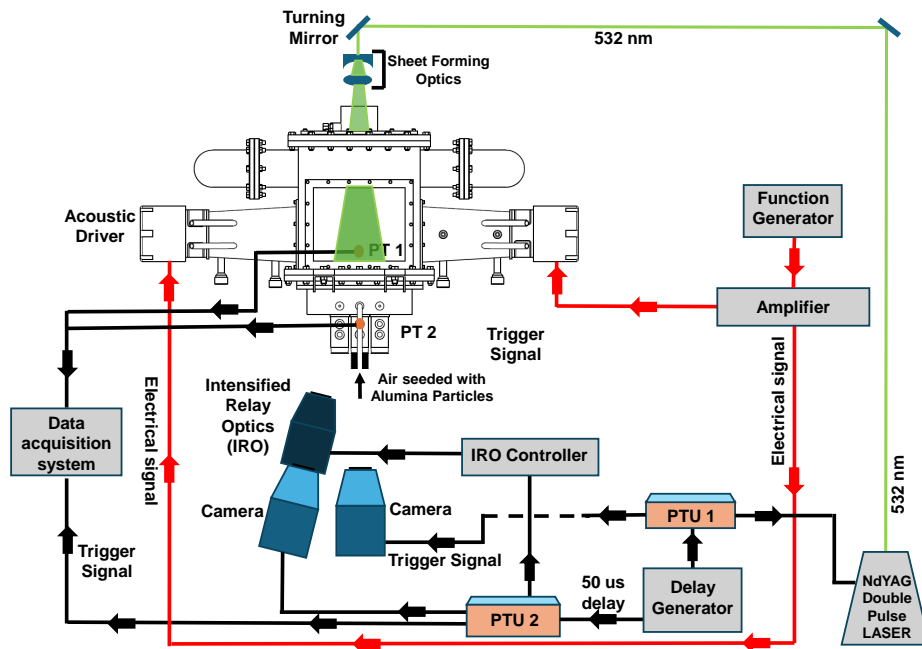 Turning
Mirror
532 nm
Sheet Forming
Optics
Function
Generator
Acoustic
Driver
PT 1
Amplifier
PT 2
Trigger
Signal
Air seeded with
Alumina Particles
Electrical signal
Intensified
Relay
Optics
(IRO)
Electrical signal
Data
acquisition
system
IRO Controller
Camera
Camera
PTU 1
532 nm
Trigger
Signal
Trigger Signal
50 us
delay
Delay
Generator
NdYAG
Double
Pulse
LASER
PTU 2